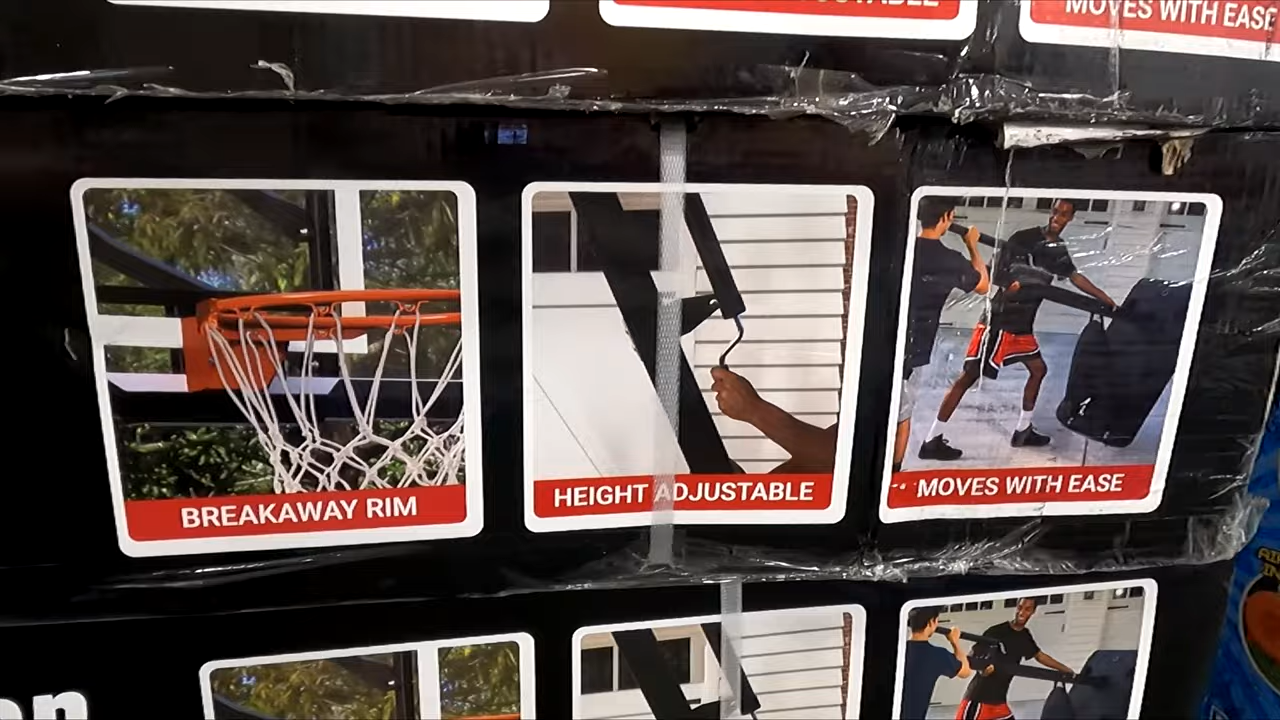 MOVES WITH EASE
BREAKAWAY RIM
HEIGHT ADJUSTABLE
MOVES WITH EASE